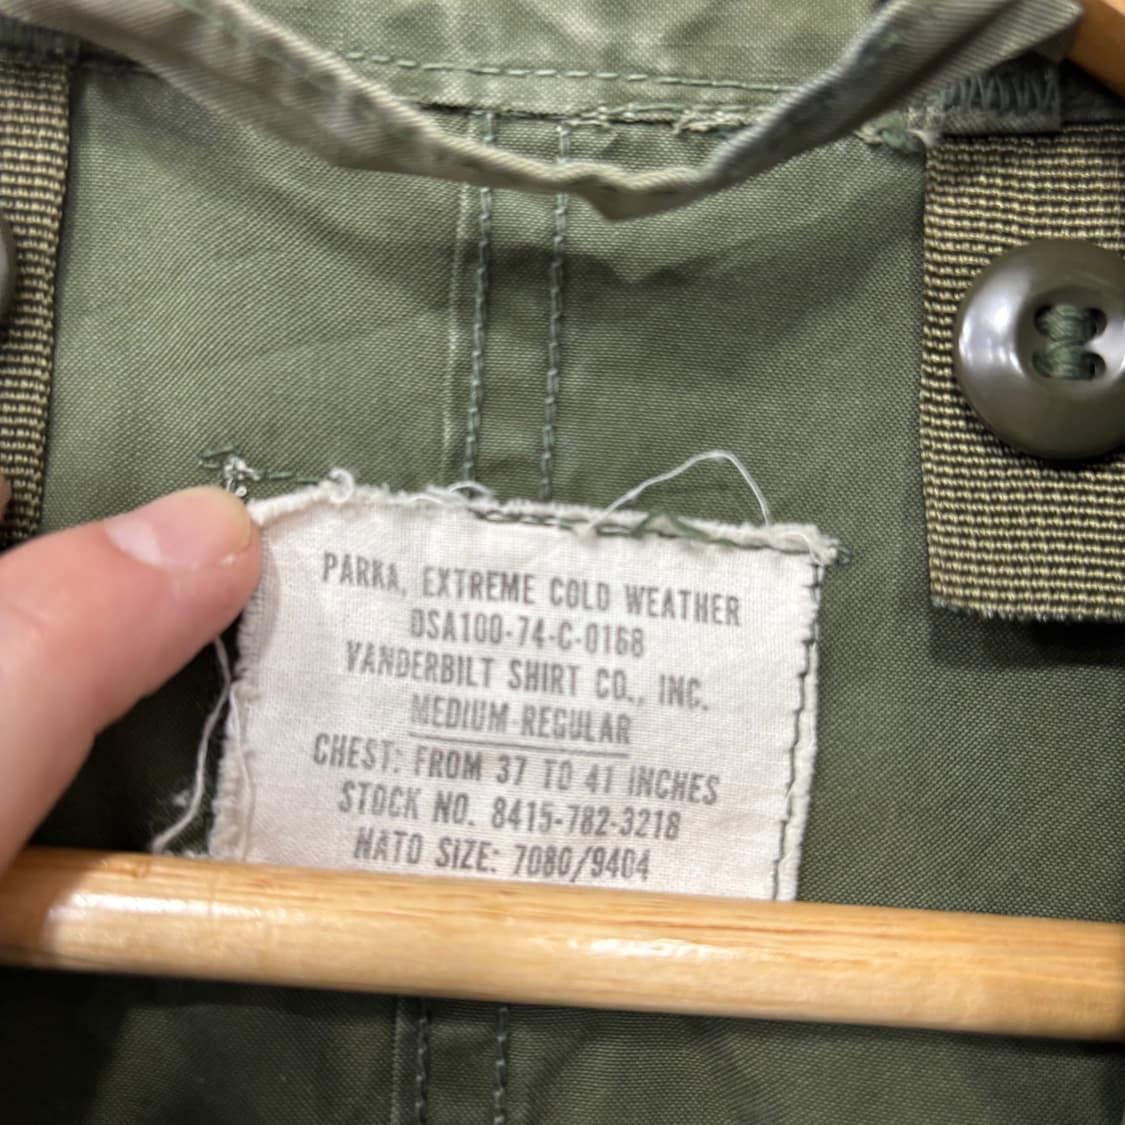 PARKA, EXTREME COLD WEATHER
DSA100-74-C-0168
VANDERBILT SHIRT CO., INC.
MEDIUM-REGULAR
CHEST: FROM 37 TO 41 INCHES
STOCK NO. 8415-782-3218
NATO SIZE: 7080/9404